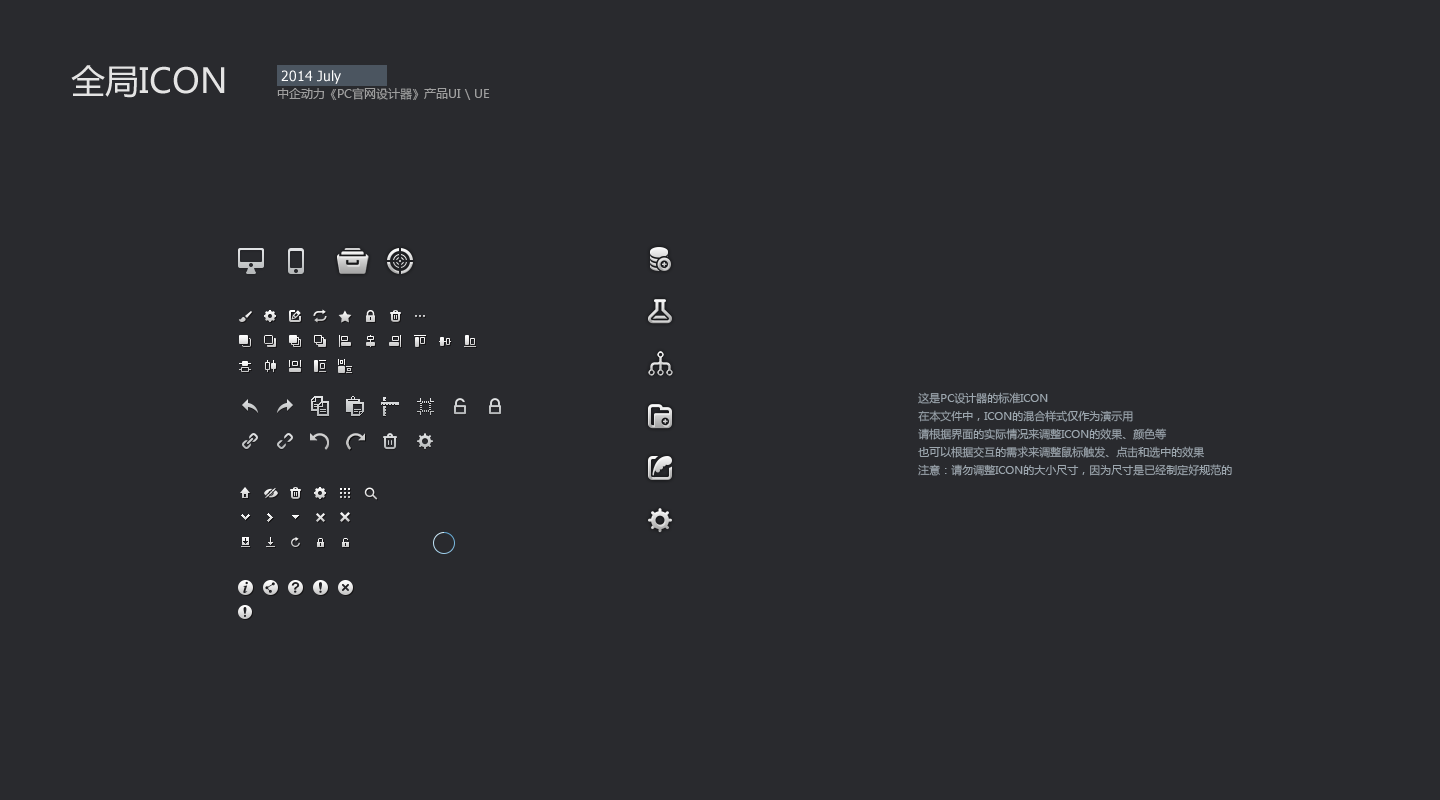 全局ICON
2014 July
中企动力《PC官网设计器》产品UI \ UE
这是PC设计器的标准ICON
在本文件中，ICON的混合样式仅作为演示用
请根据界面的实际情况来调整ICON的效果、颜色等
也可以根据交互的需求来调整鼠标触发、点击和选中的效果
注意：请勿调整ICON的大小尺寸，因为尺寸是已经制定好规范的